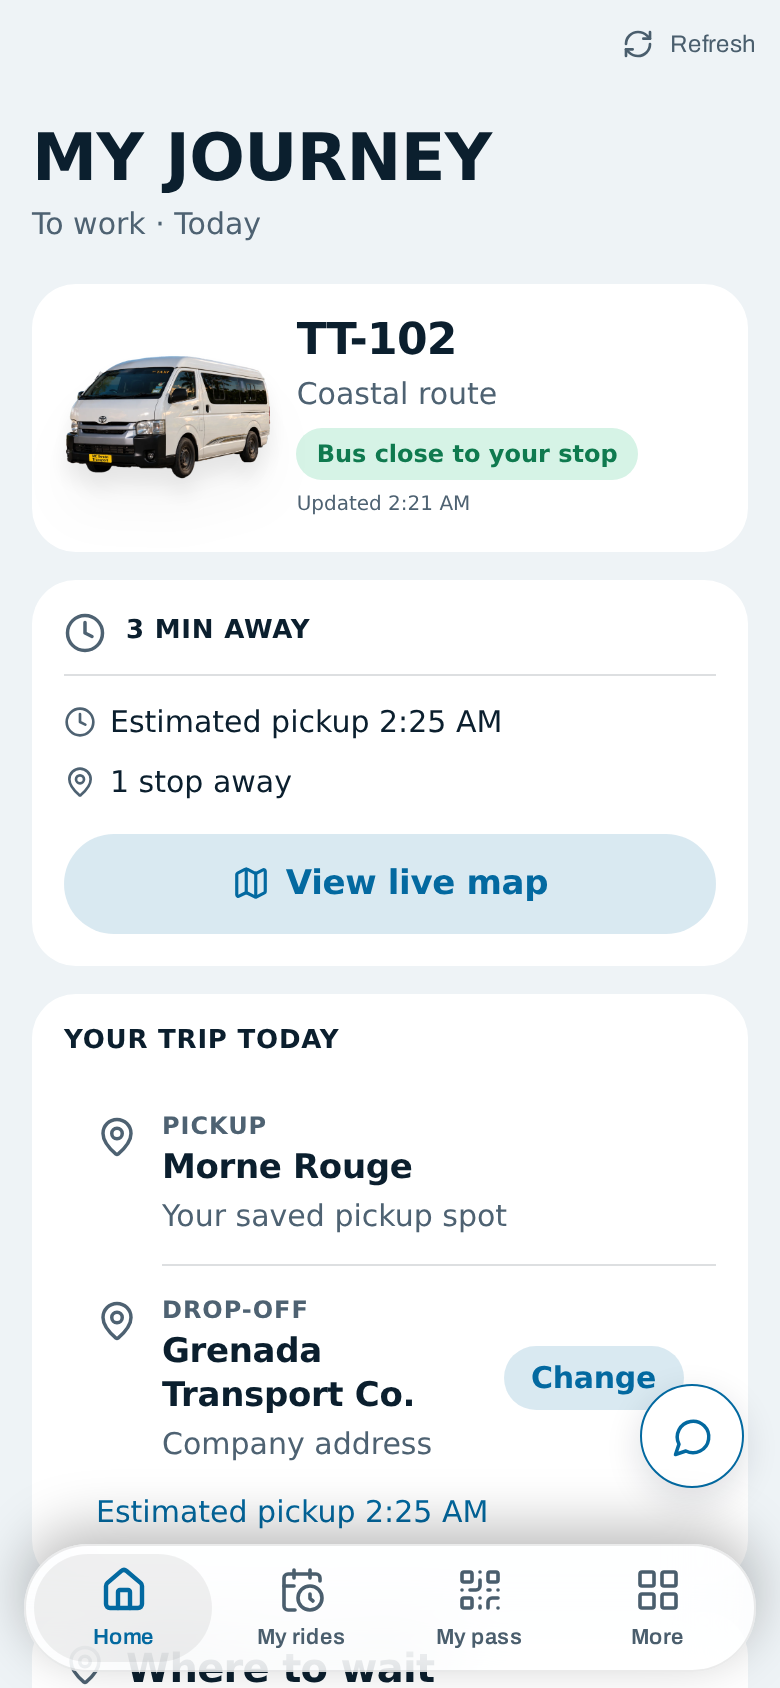 Refresh
MY JOURNEY
To work · Today
TT-102
Coastal route
Bus close to your stop
Updated 2:21 AM
3 MIN AWAY
Estimated pickup 2:25 AM
1 stop away
View live map
YOUR TRIP TODAY
PICKUP
Morne Rouge
Your saved pickup spot
DROP-OFF
Grenada
Transport Co.
Change
Company address
Estimated pickup 2:25 AM
Home
My rides
My pass
More
Where to wait